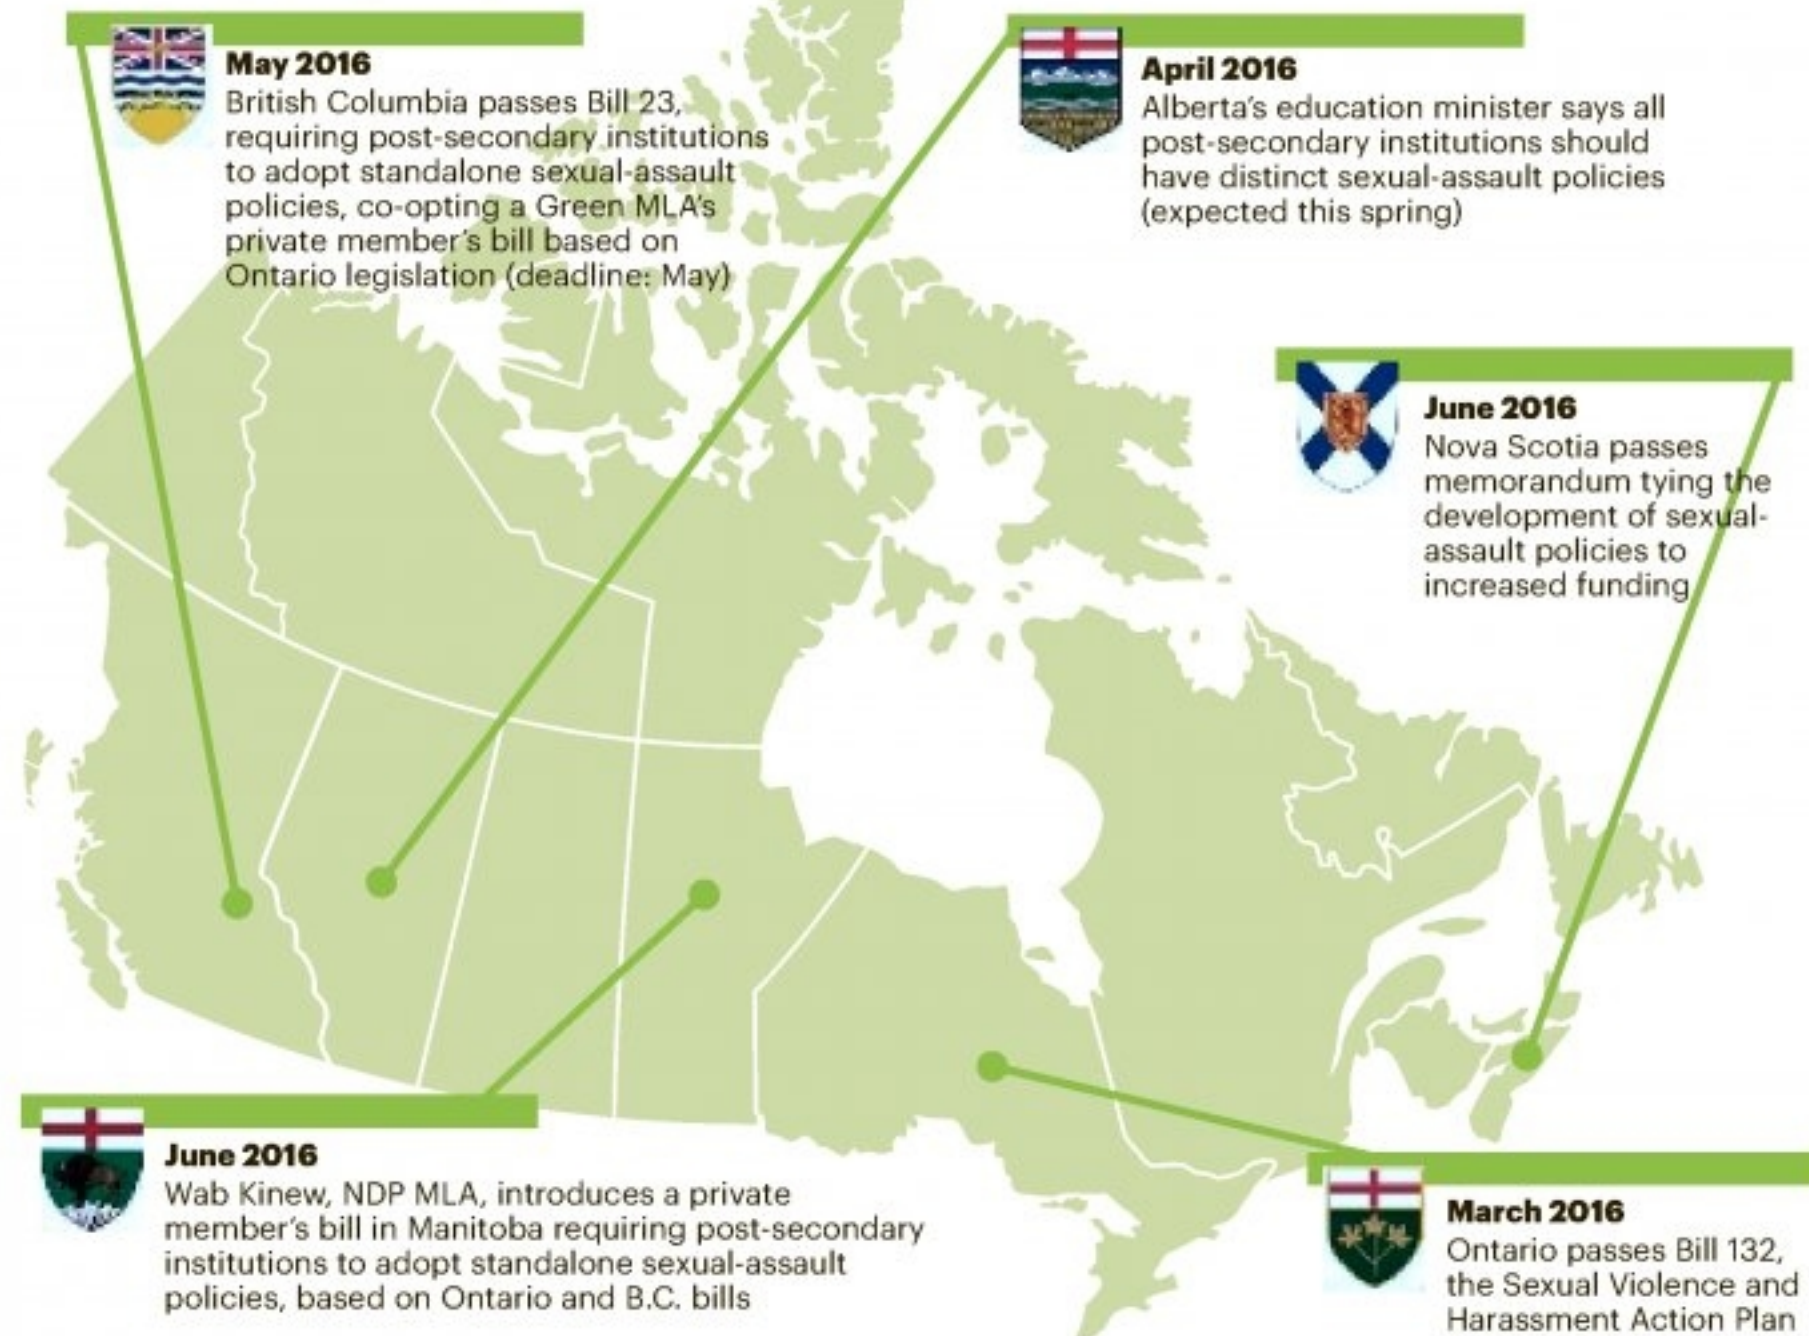 May 2016
British Columbia passes Bill 23,
requiring post-secondary institutions
to adopt standalone sexual-assault
policies, co-opting a Green MLA's
private member's bill based on
Ontario legislation (deadline: May)
April 2016
Alberta's education minister says all
post-secondary institutions should
have distinct sexual-assault policies
(expected this spring)
June 2016
Nova Scotia passes
memorandum tying the
development of sexual-
assault policies to
increased funding
June 2016
Wab Kinew, NDP MLA, introduces a private
member's bill in Manitoba requiring post-secondary
institutions to adopt standalone sexual-assault
policies, based on Ontario and B.C. bills
March 2016
Ontario passes Bill 132,
the Sexual Violence and
Harassment Action Plan